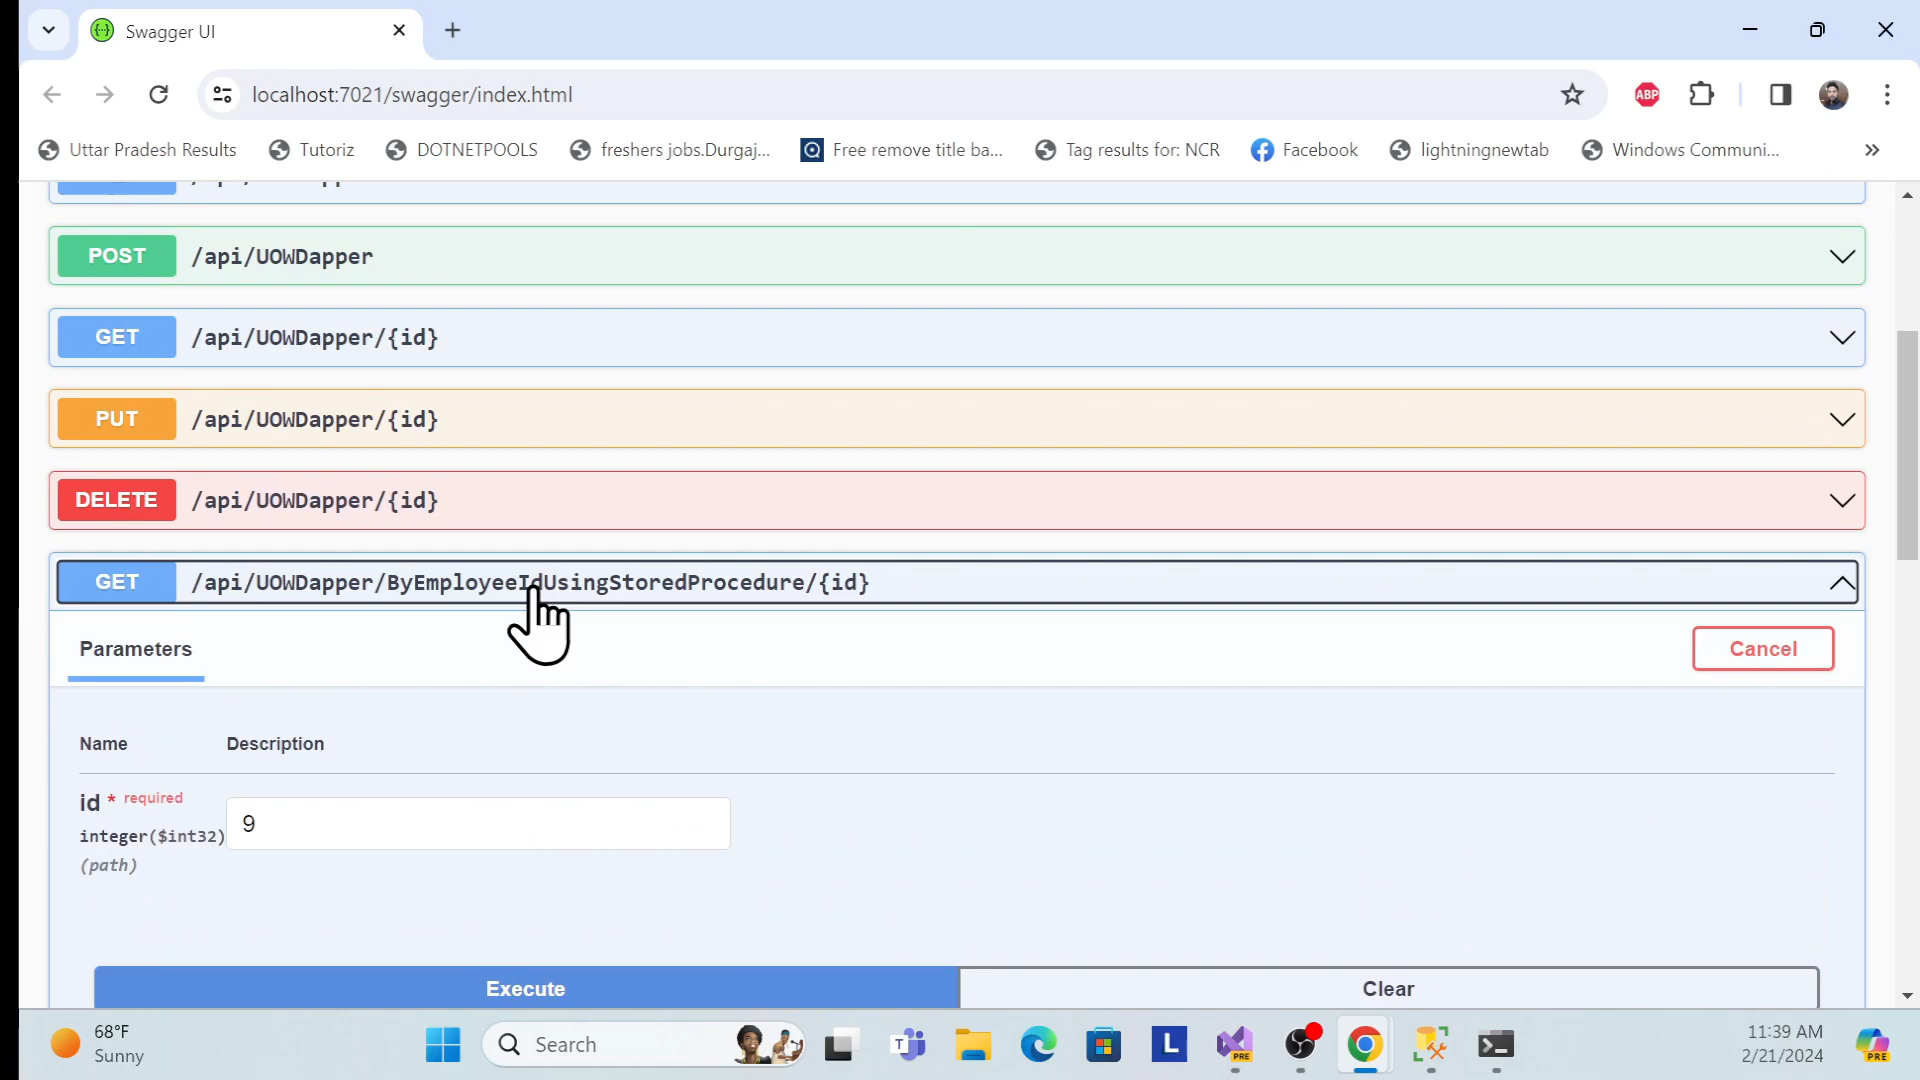 Swagger UI
localhost:7021/swagger/index.html
ABP
Uttar Pradesh Results
Tutoriz
DOTNETPOOLS
freshers jobs.Durgaj...
Free remove title ba...
Tag results for: NCR
Facebook
lightningnewtab
Windows Communi...
POST /api/UOWDapper
GET /api/UOWDapper/{id}
PUT /api/UOWDapper/{id}
DELETE /api/UOWDapper/{id}
GET /api/UOWDapper/ByEmployeeIdUsingStoredProcedure/{id}
Parameters
Cancel
Name Description
id * required
integer($int32)
(path)
9
Execute
Clear
68°F
Sunny
Search
T
L
PRE
11:39 AM
2/21/2024
PRE